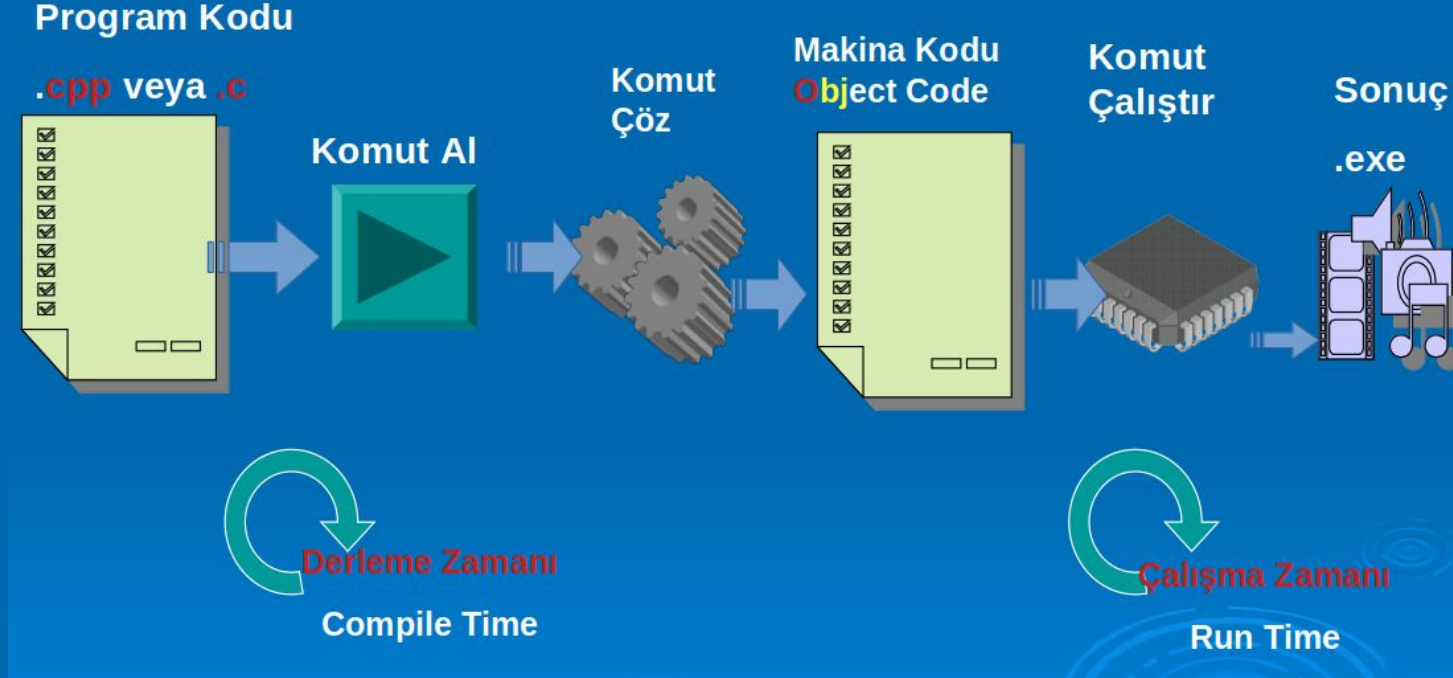 Program Kodu
.cpp veya .c
Komut Al
Komut
Çöz
Makina Kodu
Object Code
Komut
Çalıştır
Sonuç
.exe
Derleme Zamanı
Compile Time
Çalışma Zamanı
Run Time